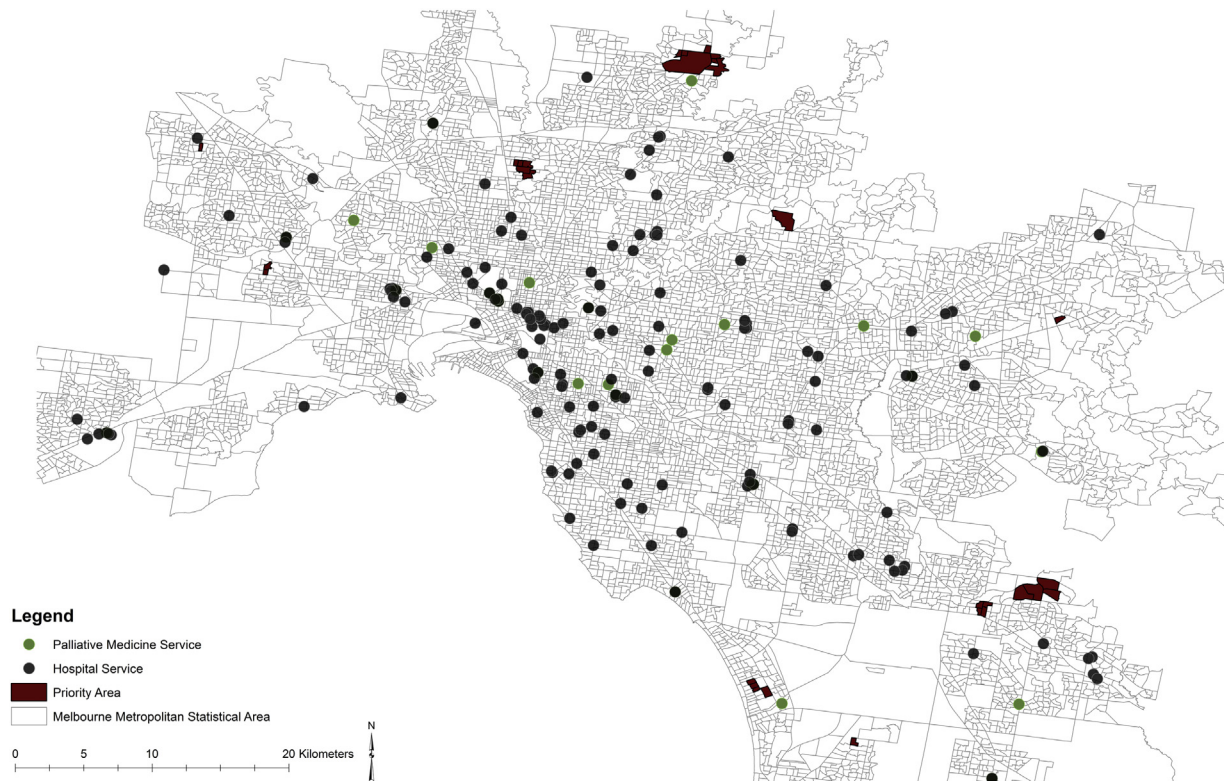 Legend
Palliative Medicine Service
Hospital Service
Priority Area
Melbourne Metropolitan Statistical Area
N
0 5 10 20 Kilometers